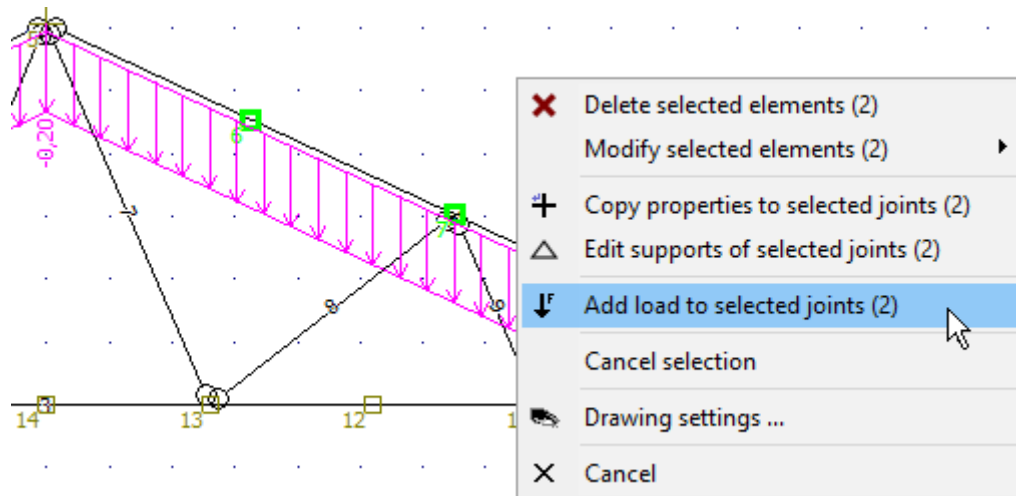 5
-0,20
6
7
7
8
9
14
13
12
1
Delete selected elements (2)
Modify selected elements (2)
Copy properties to selected joints (2)
Edit supports of selected joints (2)
F
Add load to selected joints (2)
Cancel selection
Drawing settings ...
Cancel